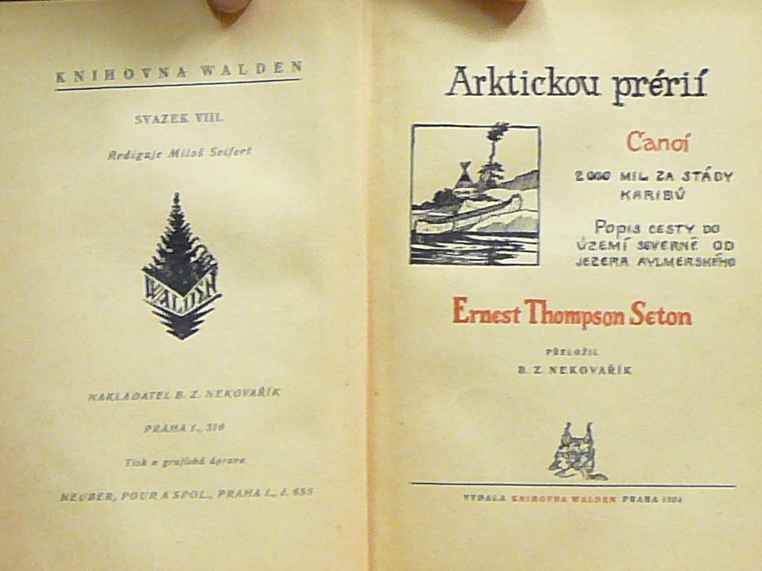 KNIHOVNA WALDEN
SVAZEK VIII.
Rediguje Miloš Seifert
WALDEN
NAKLADATEL B. Z. NEKOVAŘÍK
PRAHA I., 316
Tisk a grafická úprava
NEUBER, POUR A SPOL., PRAHA I., č. 655
Arktickou prérií
Canoí
2000 MIL ZA STÁDY
KARIBŮ
POPIS CESTY DO
ÚZEMÍ SEVERNĚ OD
JEZERA AYLMERSKÉHO
Ernest Thompson Seton
PŘELOŽIL
B. Z. NEKOVAŘÍK
VYDALA KNIHOVNA WALDEN PRAHA